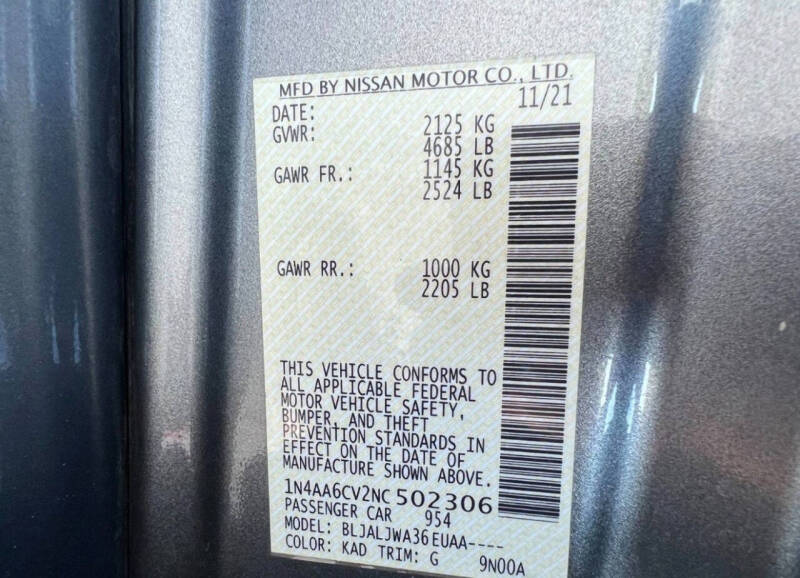 MFD BY NISSAN MOTOR CO., LTD.
DATE: 11/21
GVWR: 2125 KG
4685 LB
GAWR FR.: 1145 KG
2524 LB
GAWR RR.: 1000 KG
2205 LB
THIS VEHICLE CONFORMS TO
ALL APPLICABLE FEDERAL
MOTOR VEHICLE SAFETY,
BUMPER, AND THEFT
PREVENTION STANDARDS IN
EFFECT ON THE DATE OF
MANUFACTURE SHOWN ABOVE.
1N4AA6CV2NC502306
PASSENGER CAR 954
MODEL: BLJALJWA36EUAA----
COLOR: KAD TRIM: G 9N00A